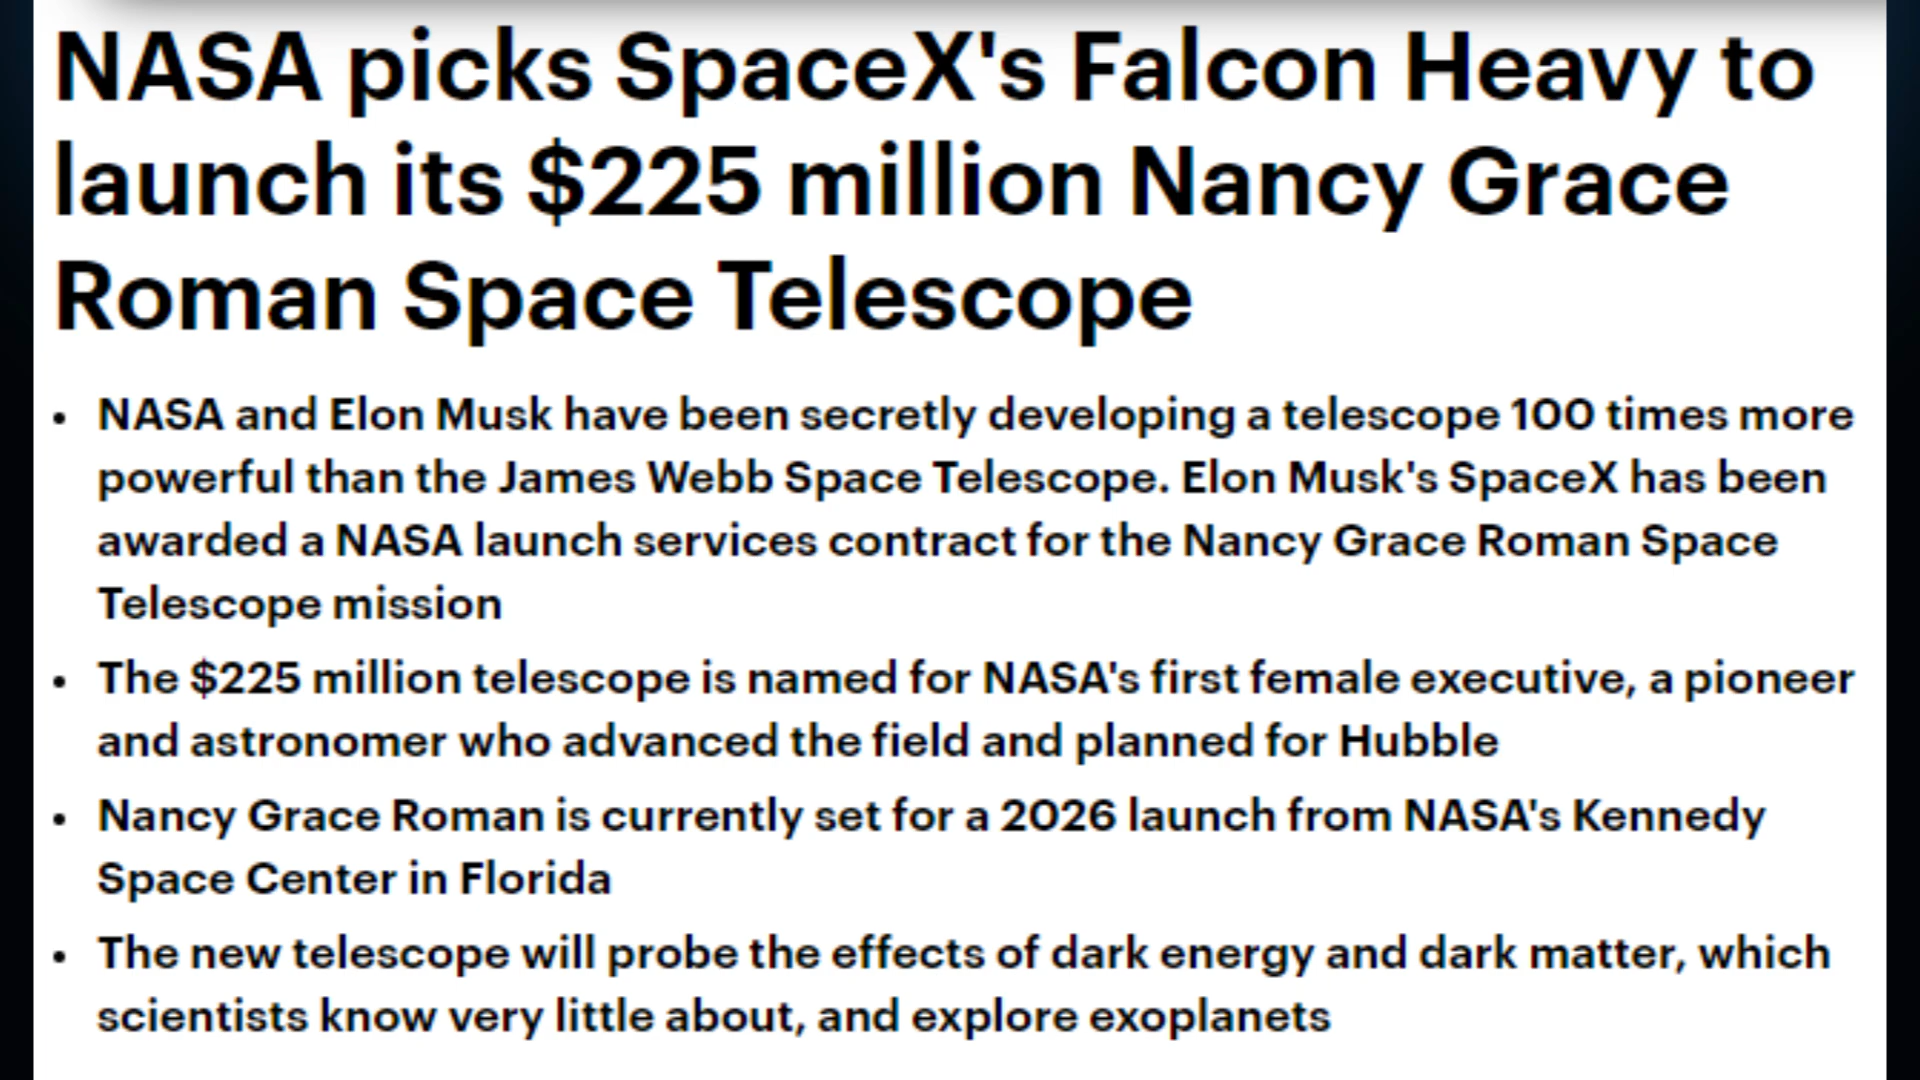 NASA picks SpaceX's Falcon Heavy to
launch its $225 million Nancy Grace
Roman Space Telescope
• NASA and Elon Musk have been secretly developing a telescope 100 times more
powerful than the James Webb Space Telescope. Elon Musk's SpaceX has been
awarded a NASA launch services contract for the Nancy Grace Roman Space
Telescope mission
• The $225 million telescope is named for NASA's first female executive, a pioneer
and astronomer who advanced the field and planned for Hubble
• Nancy Grace Roman is currently set for a 2026 launch from NASA's Kennedy
Space Center in Florida
• The new telescope will probe the effects of dark energy and dark matter, which
scientists know very little about, and explore exoplanets